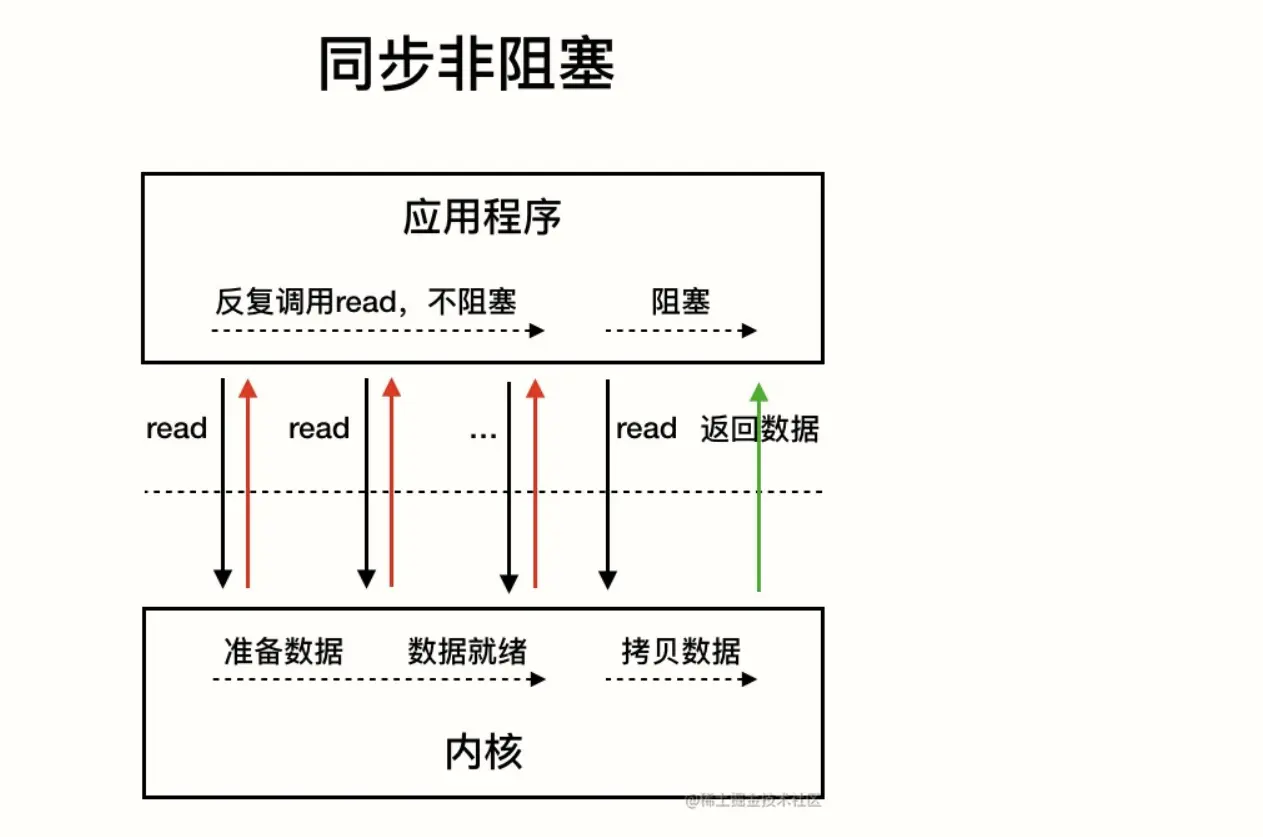 同步非阻塞
应用程序
反复调用read，不阻塞 阻塞
read read ... read 返回数据
准备数据 数据就绪 拷贝数据
内核
@稀土掘金技术社区